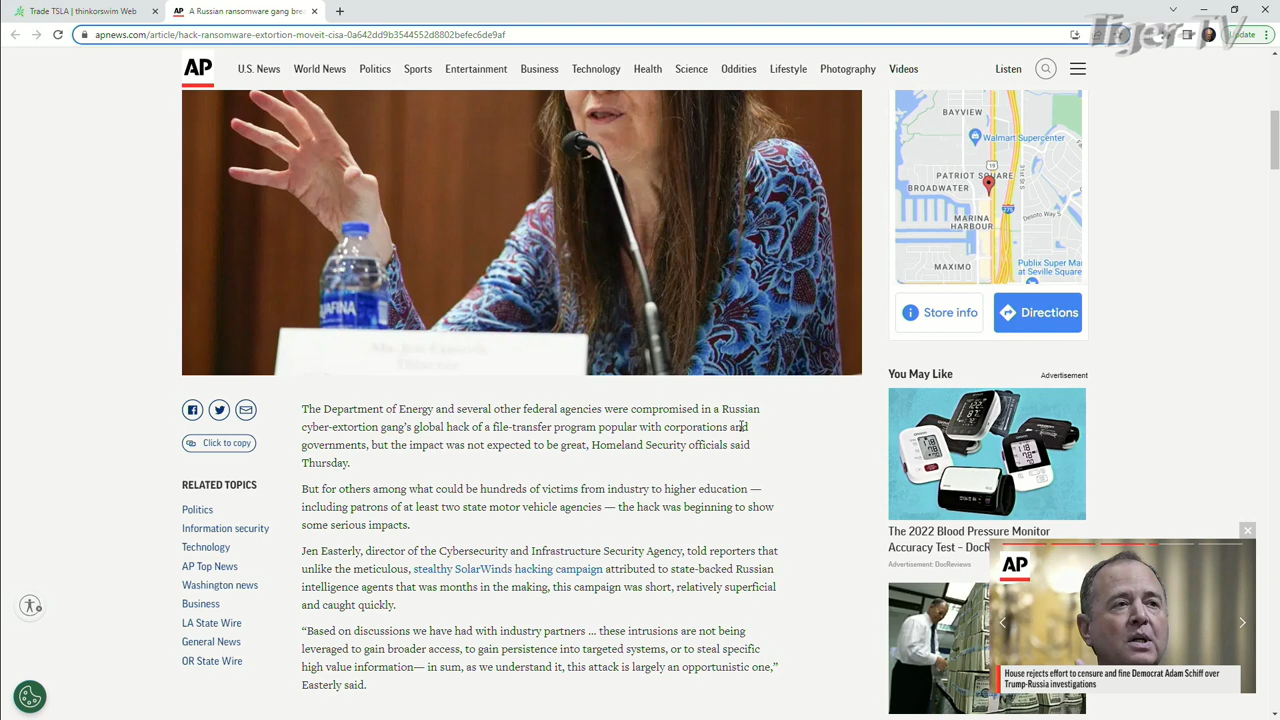 Trade TSLA | thinkorswim Web
A Russian ransomware gang bre
Tiger TV
apnews.com/article/hack-ransomware-extortion-moveit-cisa-0a642dd9b3544552d8802befec6de9af
Update
AP
U.S. News
World News
Politics
Sports
Entertainment
Business
Technology
Health
Science
Oddities
Lifestyle
Photography
Videos
Listen
BAYVIEW
Walmart Supercenter
19
PATRIOT SQUARE
BROADWATER
31st St S
275
Denoto Way S
MARINA
HARBOUR
MAXIMO
Publix Super Mar
at Seville Square
Store info
Directions
You May Like
Advertisement
Click to copy
RELATED TOPICS
Politics
Information security
Technology
AP Top News
Washington news
Business
LA State Wire
General News
OR State Wire
The Department of Energy and several other federal agencies were compromised in a Russian
cyber-extortion gang’s global hack of a file-transfer program popular with corporations and
governments, but the impact was not expected to be great, Homeland Security officials said
Thursday.
But for others among what could be hundreds of victims from industry to higher education —
including patrons of at least two state motor vehicle agencies — the hack was beginning to show
some serious impacts.
Jen Easterly, director of the Cybersecurity and Infrastructure Security Agency, told reporters that
unlike the meticulous, stealthy SolarWinds hacking campaign attributed to state-backed Russian
intelligence agents that was months in the making, this campaign was short, relatively superficial
and caught quickly.
“Based on discussions we have had with industry partners … these intrusions are not being
leveraged to gain broader access, to gain persistence into targeted systems, or to steal specific
high value information— in sum, as we understand it, this attack is largely an opportunistic one,”
Easterly said.
The 2022 Blood Pressure Monitor
Accuracy Test – DocR
Advertisement: DocReviews
AP
House rejects effort to censure and fine Democrat Adam Schiff over
Trump-Russia investigations